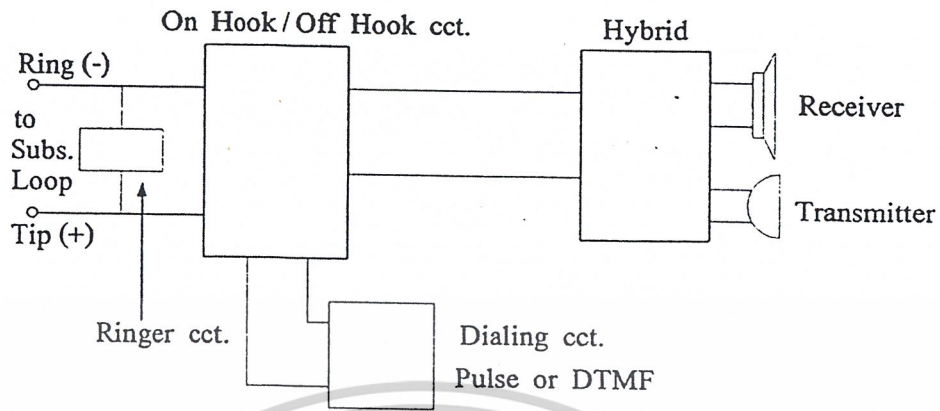 On Hook / Off Hook cct.
Hybrid
Ring (-)
to
Subs.
Loop
Tip (+)
Receiver
Transmitter
Ringer cct.
Dialing cct.
Pulse or DTMF